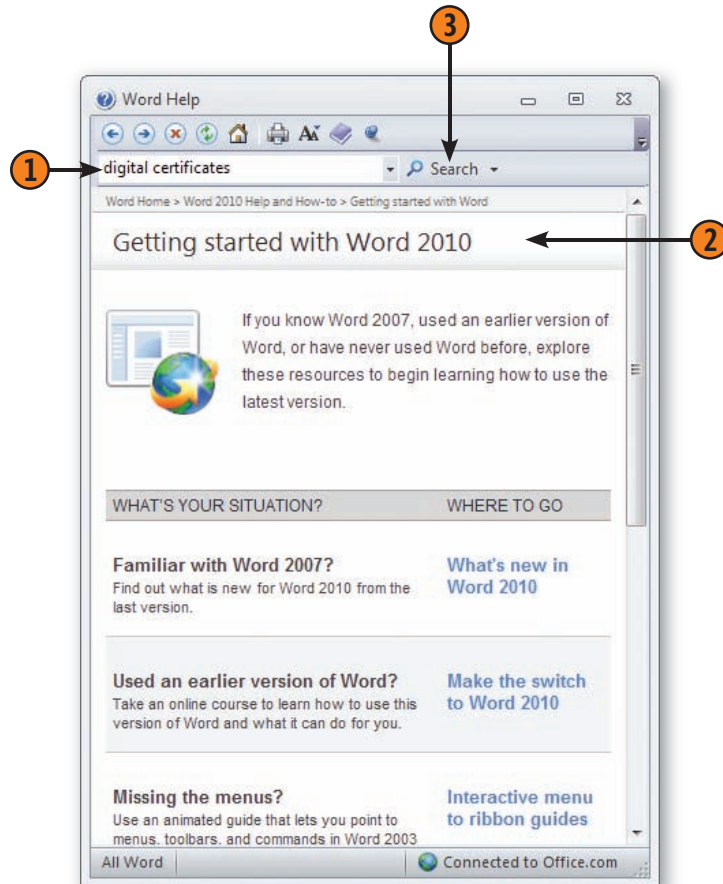 3
Word Help
1
digital certificates
Search
Word Home > Word 2010 Help and How-to > Getting started with Word
Getting started with Word 2010
2
If you know Word 2007, used an earlier version of
Word, or have never used Word before, explore
these resources to begin learning how to use the
latest version.
WHAT'S YOUR SITUATION? WHERE TO GO
Familiar with Word 2007?
Find out what is new for Word 2010 from the
last version.
What's new in
Word 2010
Used an earlier version of Word?
Take an online course to learn how to use this
version of Word and what it can do for you.
Make the switch
to Word 2010
Missing the menus?
Use an animated guide that lets you point to
menus, toolbars, and commands in Word 2003
Interactive menu
to ribbon guides
All Word
Connected to Office.com